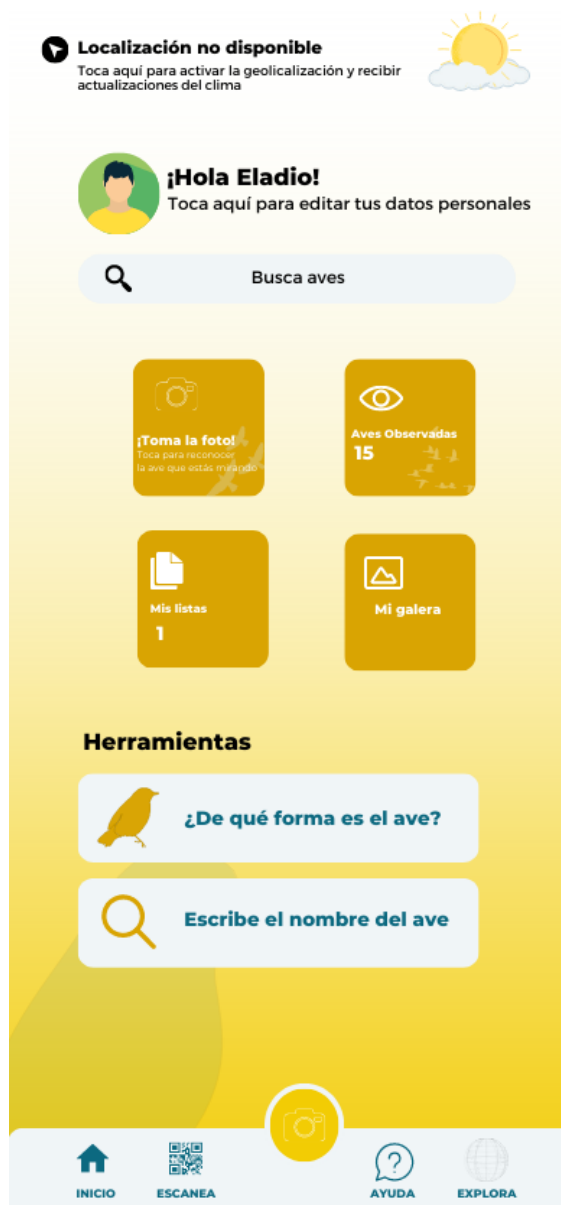 Localización no disponible
Toca aquí para activar la geolicalización y recibir
actualizaciones del clima
¡Hola Eladio!
Toca aquí para editar tus datos personales
Busca aves
¡Toma la foto!
Toca para reconocer
la ave que estás mirando
Aves Observadas
15
Mis listas
1
Mi galera
Herramientas
¿De qué forma es el ave?
Escribe el nombre del ave
INICIO
ESCANEA
AYUDA
EXPLORA